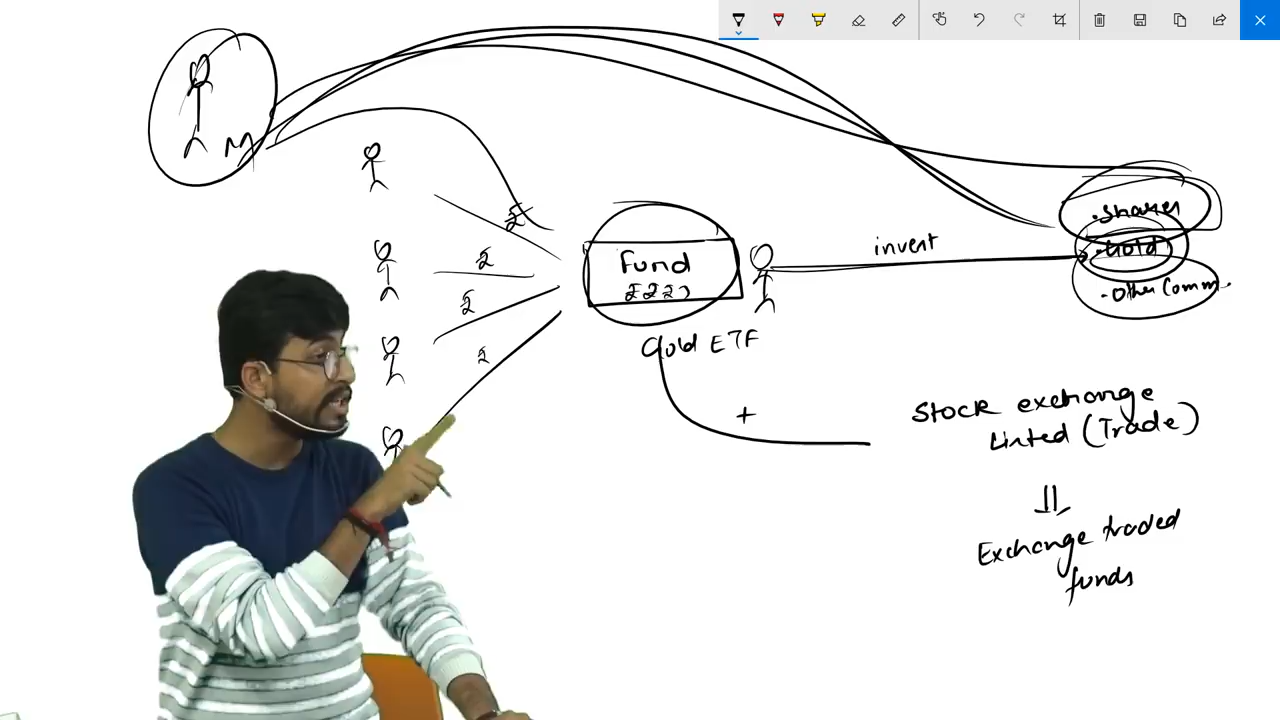 Shares
Gold
Other Comm.
invest
Fund
₹₹₹₹
₹
₹
₹
₹
Gold ETF
+
Stock exchange
Listed (Trade)
Exchange traded
funds